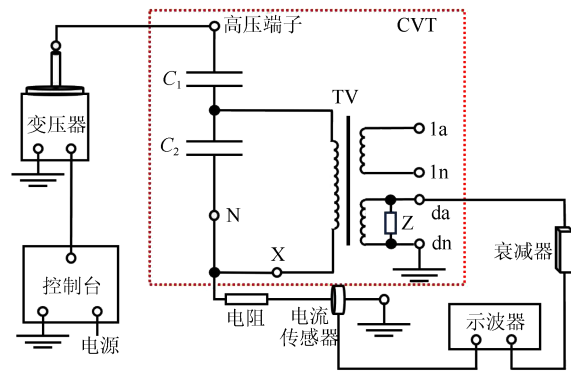 高压端子
CVT
C1
变压器
TV
1a
C2
1n
N
da
Z
dn
X
衰减器
控制台
电阻
电流
传感器
示波器
电源